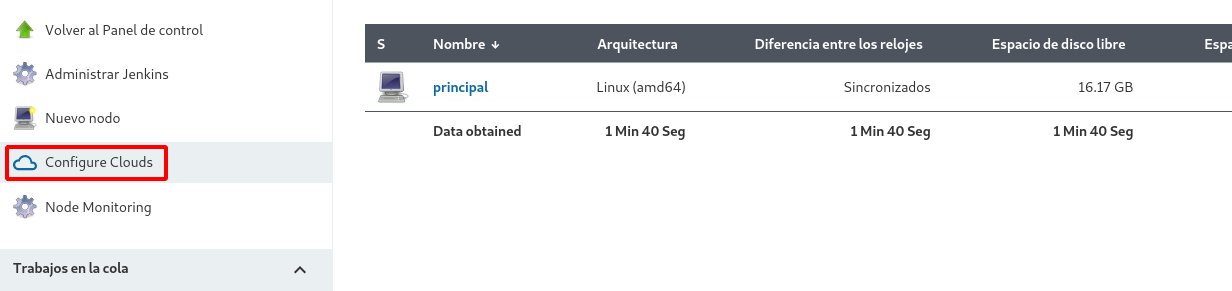 Volver al Panel de control
Administrar Jenkins
Nuevo nodo
Configure Clouds
Node Monitoring
Trabajos en la cola
S Nombre ↓ Arquitectura Diferencia entre los relojes Espacio de disco libre Espa
principal Linux (amd64) Sincronizados 16.17 GB
Data obtained 1 Min 40 Seg 1 Min 40 Seg 1 Min 40 Seg